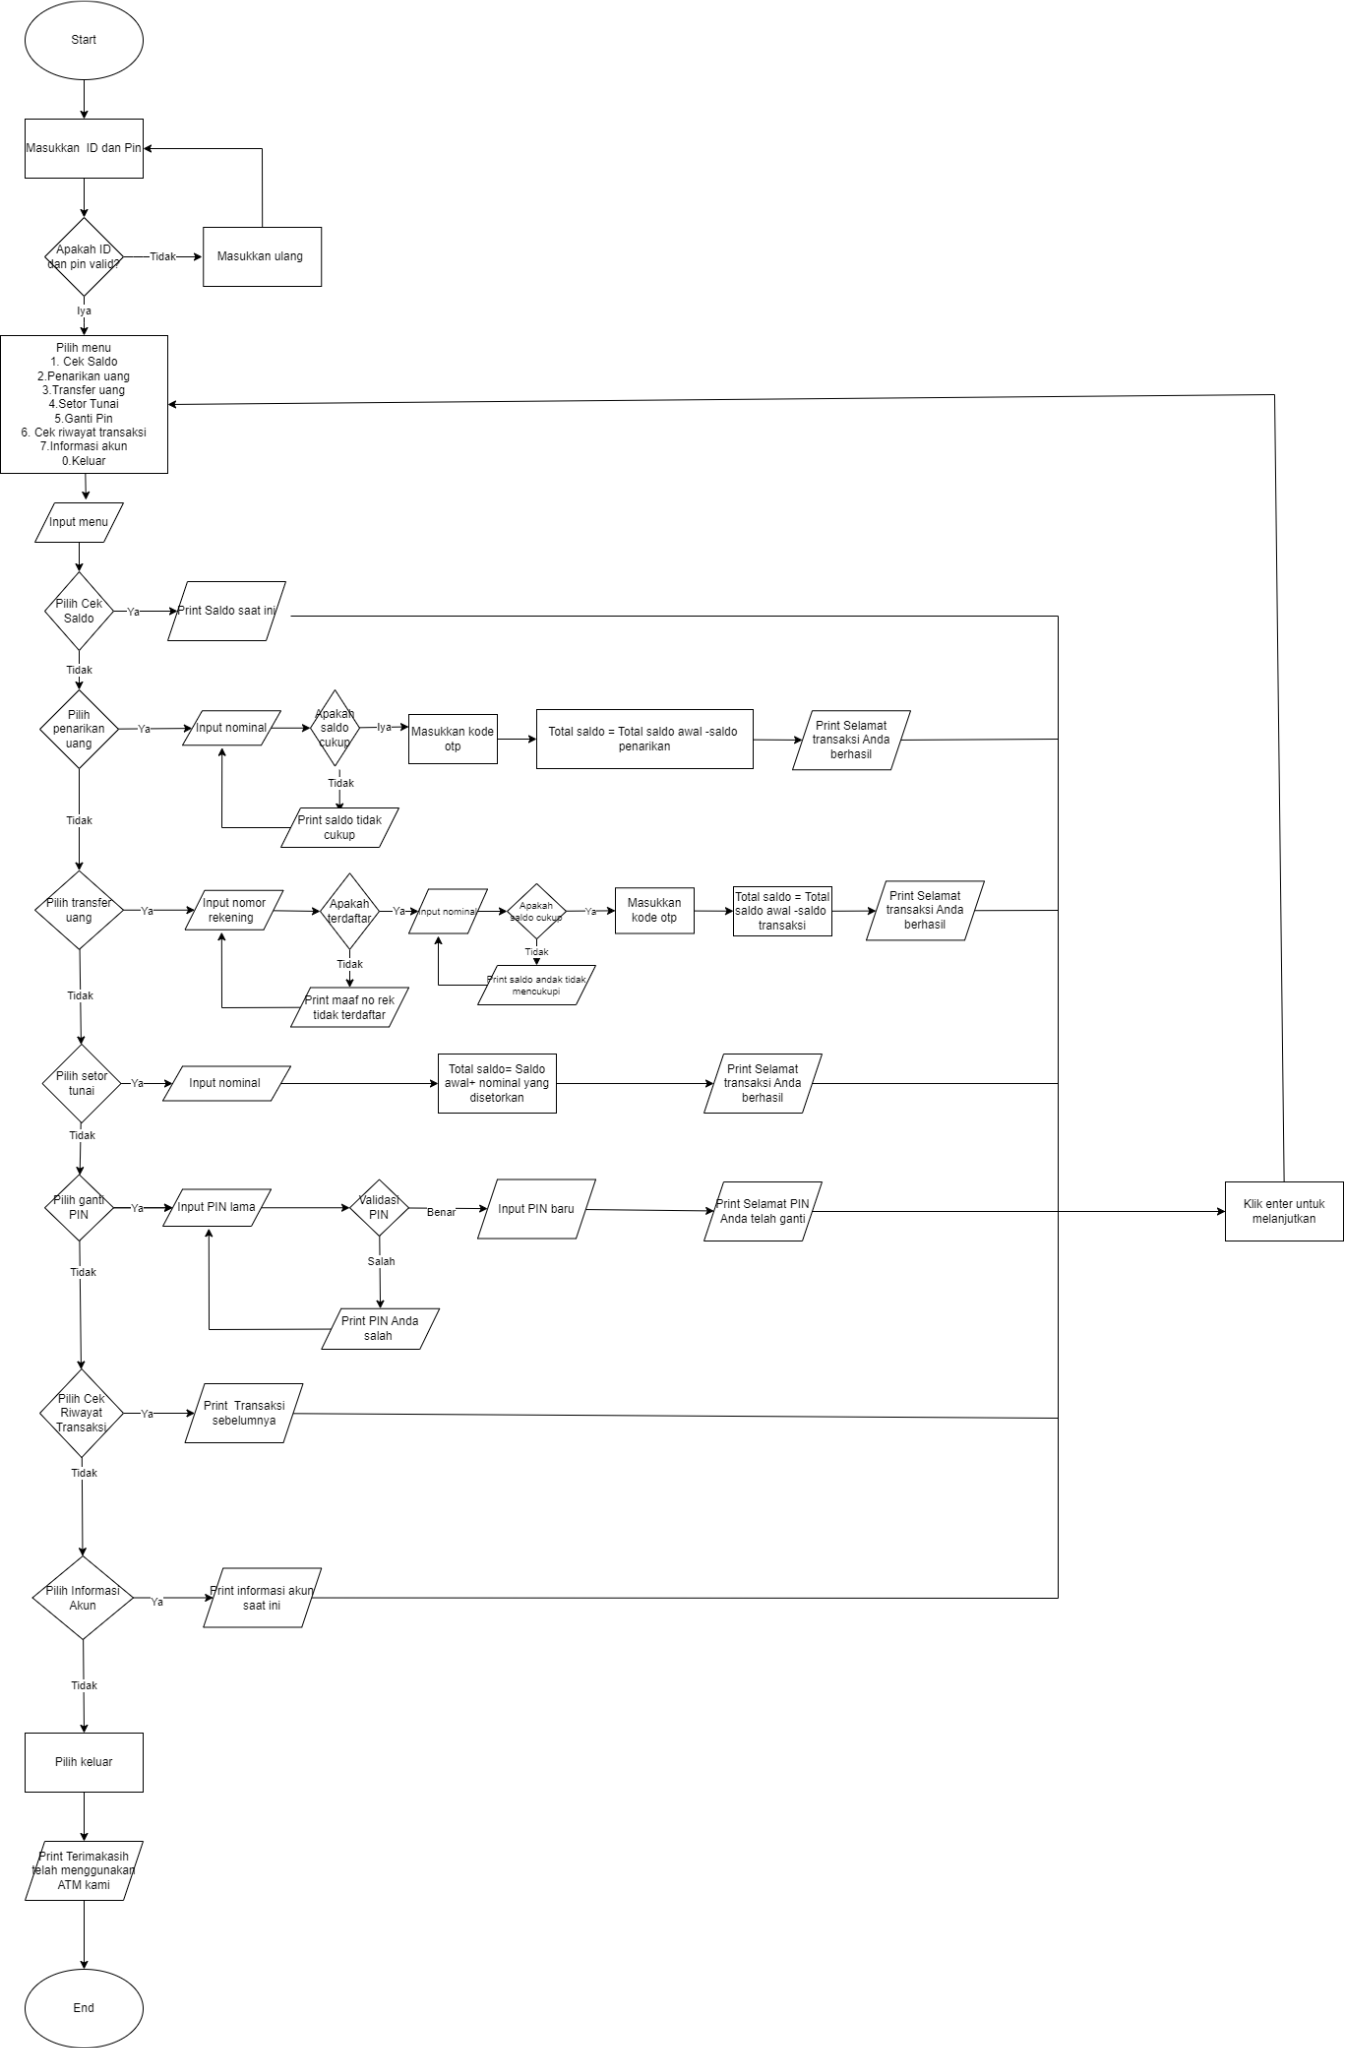 Start
Masukkan  ID dan Pin
Apakah ID
dan pin valid?
Tidak
Masukkan ulang
Iya
Pilih menu
1. Cek Saldo
2.Penarikan uang
3.Transfer uang
4.Setor Tunai
5.Ganti Pin
6. Cek riwayat transaksi
7.Informasi akun
0.Keluar
Input menu
Pilih Cek
Saldo
Ya
Print Saldo saat ini
Tidak
Pilih
penarikan
uang
Ya
Input nominal
Apakah
saldo
cukup
Iya
Masukkan kode
otp
Total saldo = Total saldo awal -saldo
penarikan
Print Selamat
transaksi Anda
berhasil
Tidak
Print saldo tidak
cukup
Tidak
Pilih transfer
uang
Ya
Input nomor
rekening
Apakah
terdaftar
Ya
Input nominal
Apakah
saldo cukup
Ya
Masukkan
kode otp
Total saldo = Total
saldo awal -saldo
transaksi
Print Selamat
transaksi Anda
berhasil
Tidak
Print maaf no rek
tidak terdaftar
Tidak
Print saldo andak tidak
mencukupi
Tidak
Pilih setor
tunai
Ya
Input nominal
Total saldo= Saldo
awal+ nominal yang
disetorkan
Print Selamat
transaksi Anda
berhasil
Tidak
Pilih ganti
PIN
Ya
Input PIN lama
Validasi
PIN
Benar
Input PIN baru
Print Selamat PIN
Anda telah ganti
Klik enter untuk
melanjutkan
Salah
Print PIN Anda
salah
Tidak
Pilih Cek
Riwayat
Transaksi
Ya
Print  Transaksi
sebelumnya
Tidak
Pilih Informasi
Akun
Ya
Print informasi akun
saat ini
Tidak
Pilih keluar
Print Terimakasih
telah menggunakan
ATM kami
End